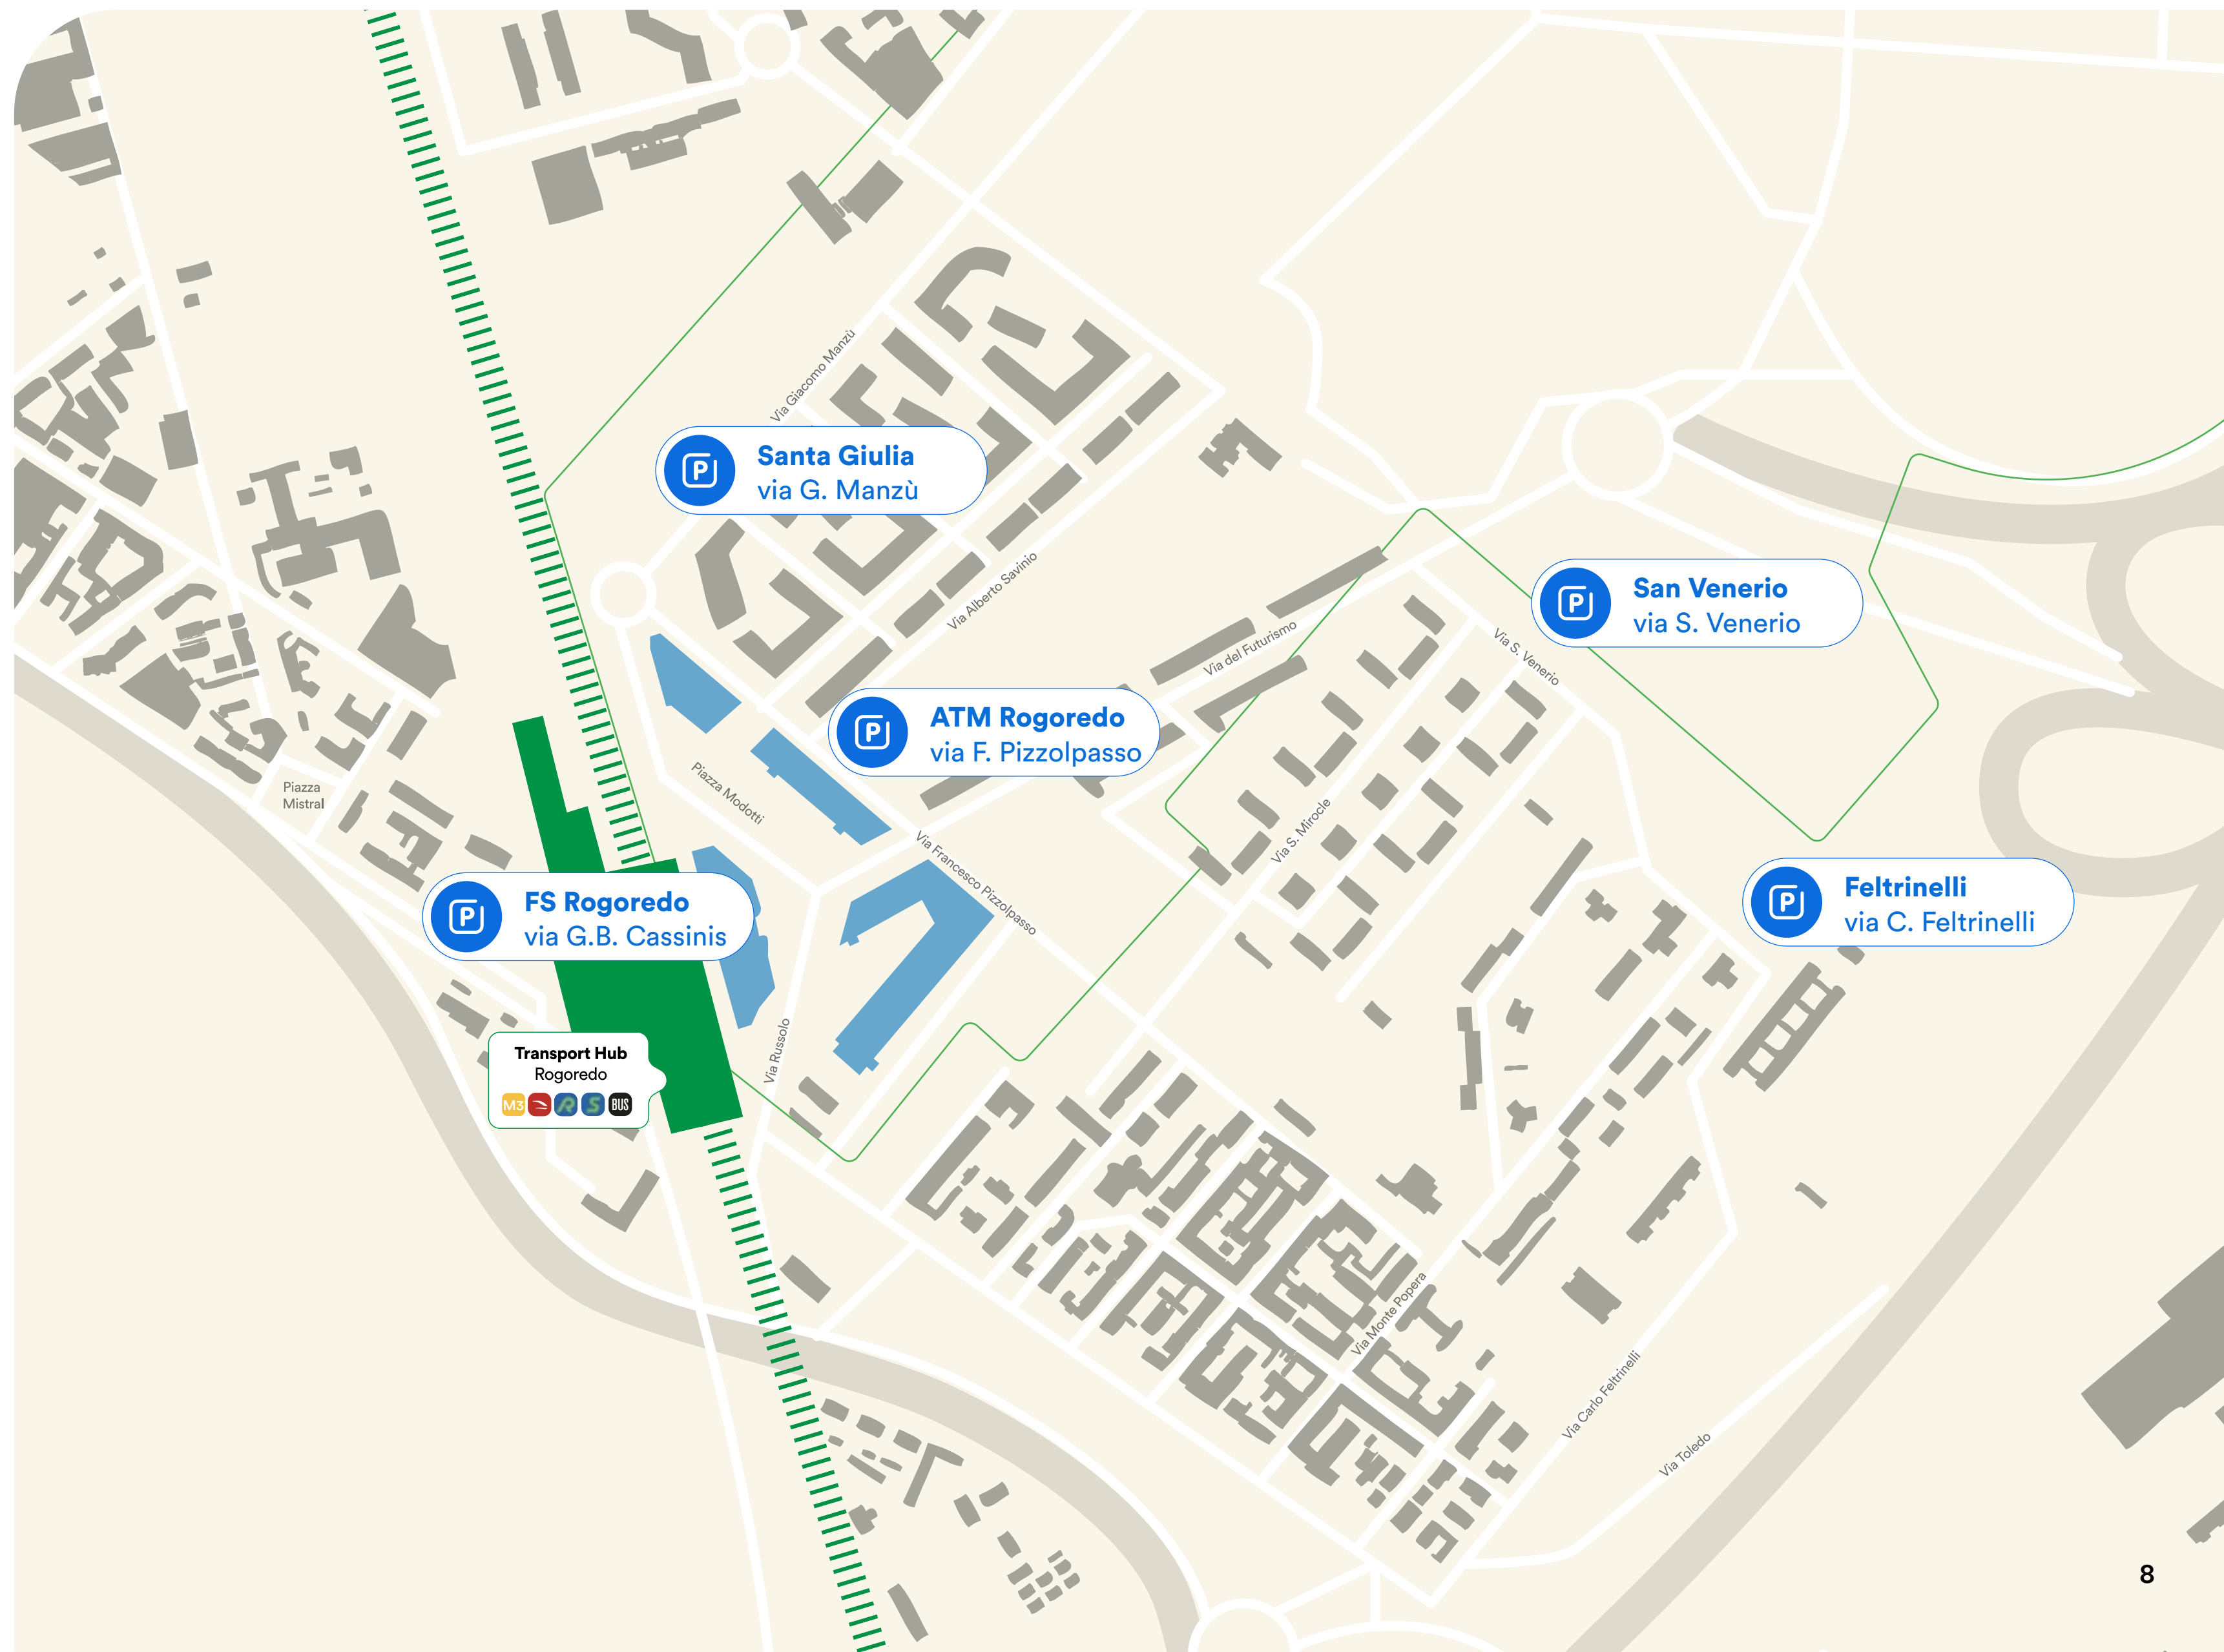 Via Giacomo Manzù
P
Santa Giulia
via G. Manzù
Via Alberto Savinio
P
San Venerio
via S. Venerio
Via del Futurismo
Via S. Venerio
P
ATM Rogoredo
via F. Pizzolpasso
Piazza
Mistral
Piazza Modotti
Via S. Mirocle
Via Francesco Pizzolpasso
P
FS Rogoredo
via G.B. Cassinis
P
Feltrinelli
via C. Feltrinelli
Via Russolo
Transport Hub
Rogoredo
M3 R S BUS
Via Monte Popera
Via Carlo Feltrinelli
Via Toledo
8